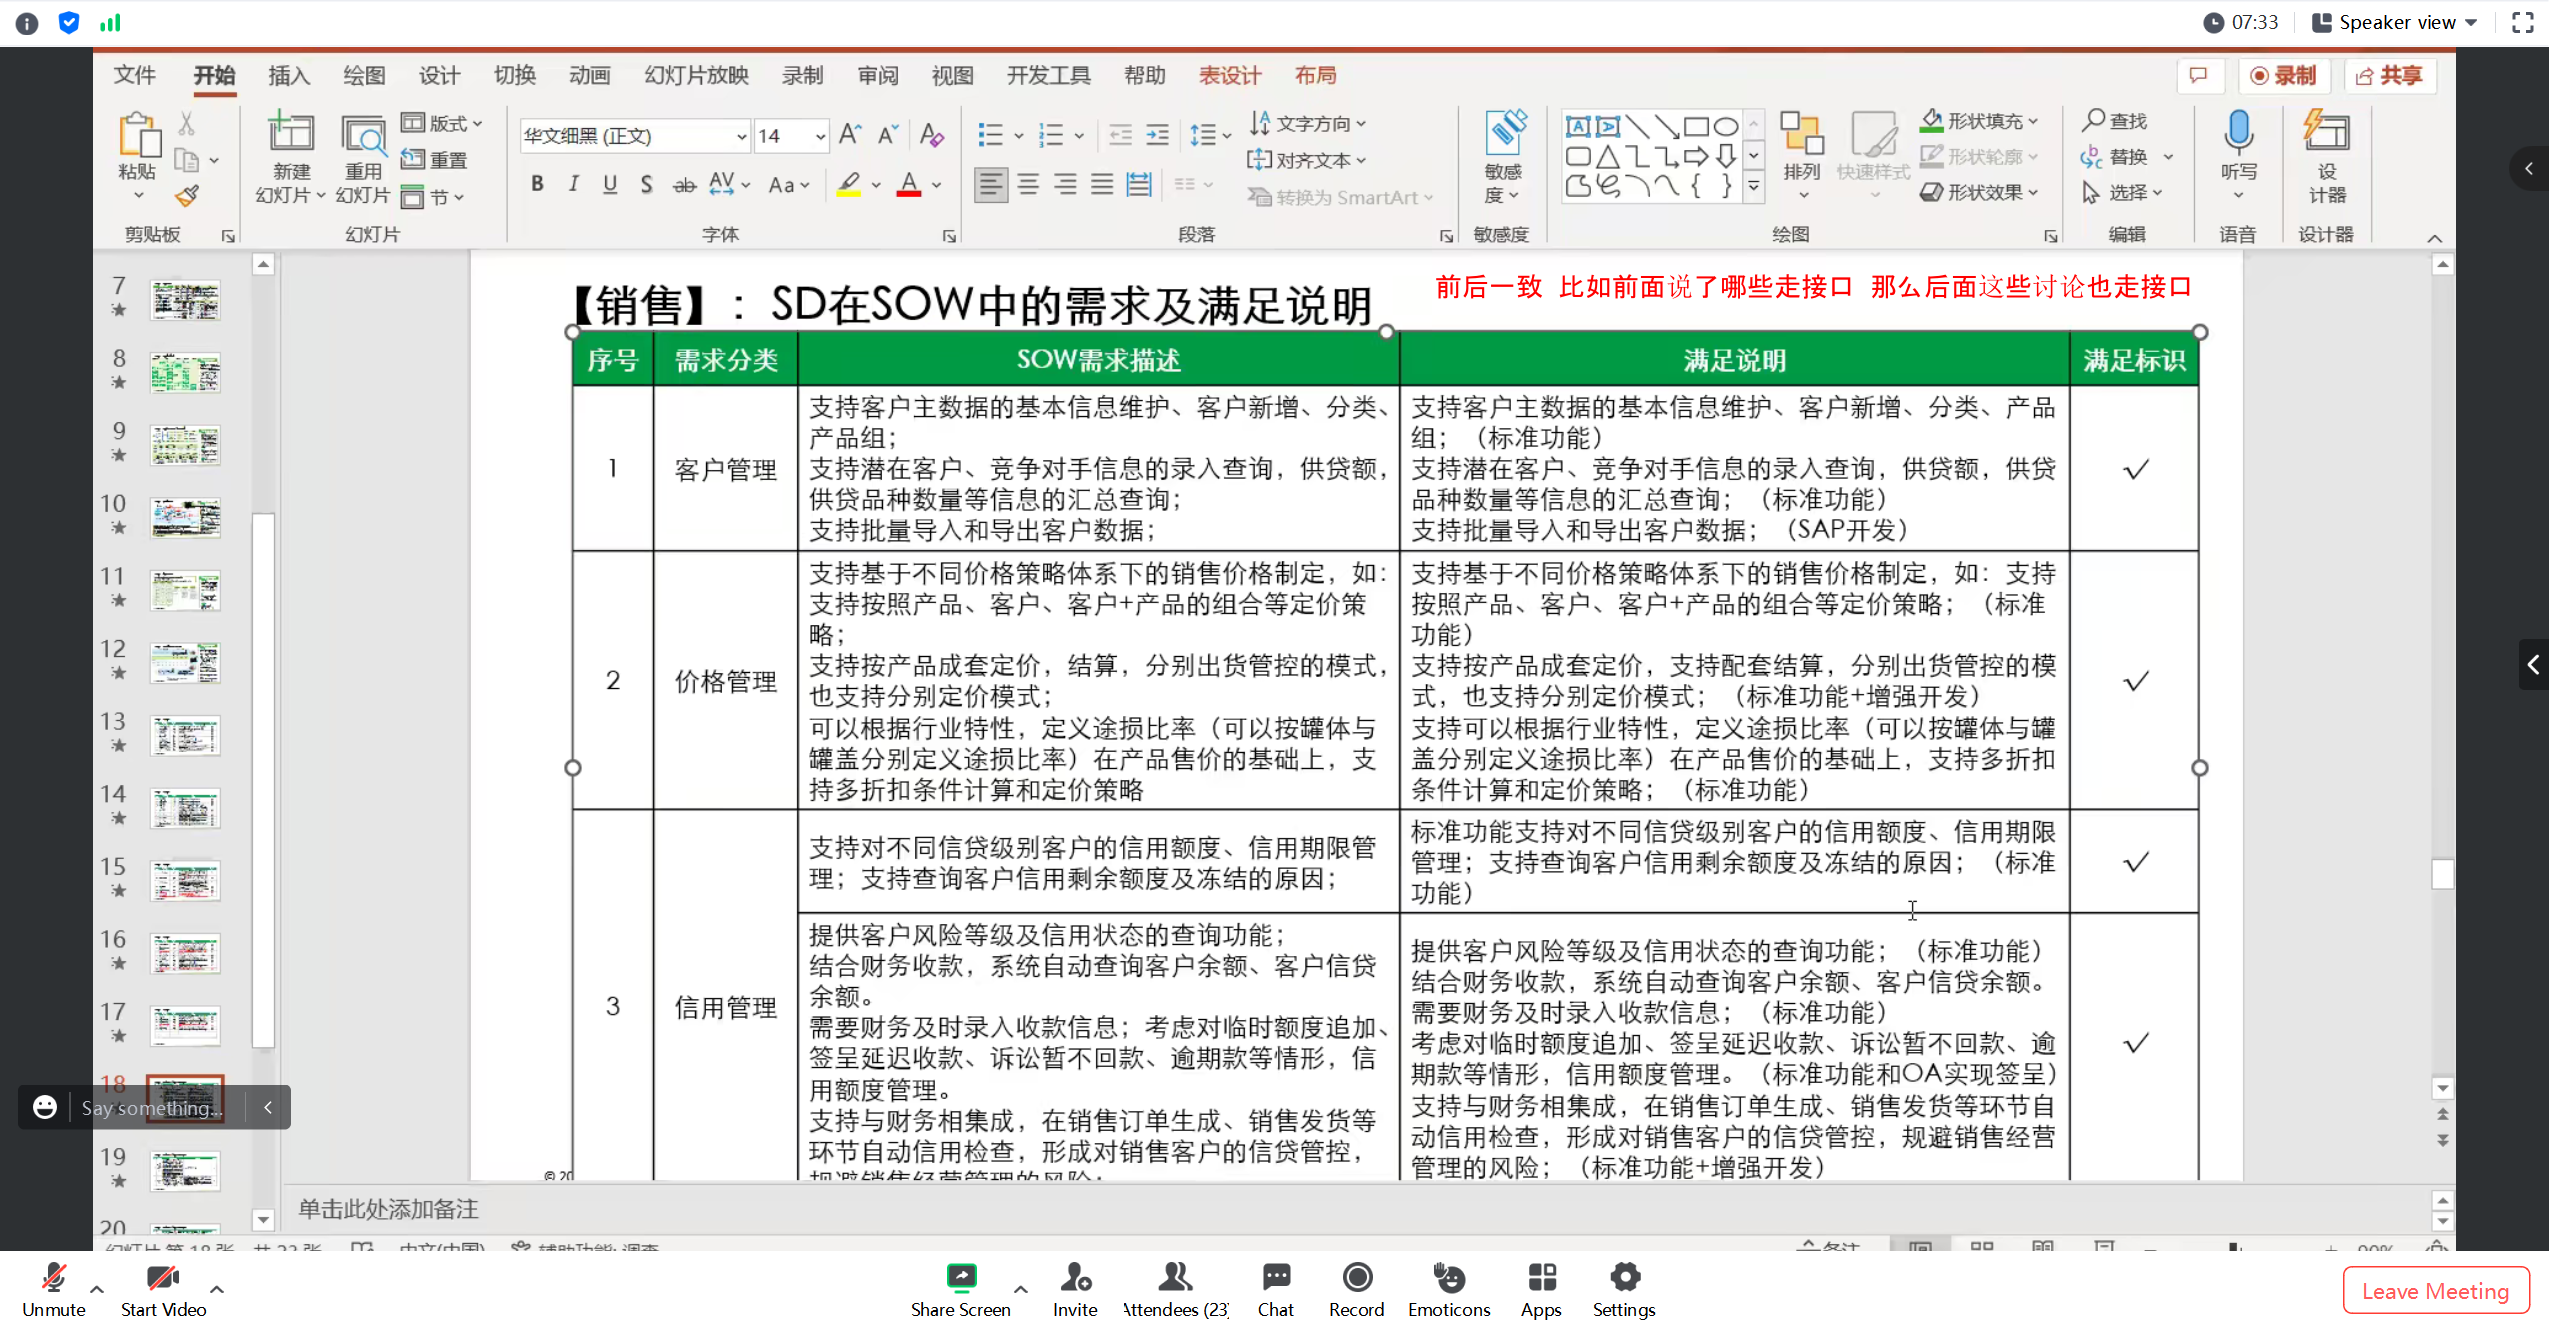 07:33
Speaker view
文件 开始 插入 绘图 设计 切换 动画 幻灯片放映 录制 审阅 视图 开发工具 帮助 表设计 布局
录制 共享
粘贴
新建
幻灯片
重用
幻灯片
版式
重置
节
华文细黑 (正文) 14
B I U S ab AV Aa A
文字方向
对齐文本
转换为 SmartArt
敏感
度
排列
快速样式
形状填充
形状轮廓
形状效果
查找
替换
选择
听写
设
计器
剪贴板 幻灯片 字体 段落 敏感度 绘图 编辑 语音 设计器
7
8
9
10
11
12
13
14
15
16
17
18
19
20
【销售】：SD在SOW中的需求及满足说明
前后一致 比如前面说了哪些走接口 那么后面这些讨论也走接口
序号 需求分类 SOW需求描述 满足说明 满足标识
1 客户管理
支持客户主数据的基本信息维护、客户新增、分类、
产品组；
支持潜在客户、竞争对手信息的录入查询，供贷额，
供贷品种数量等信息的汇总查询；
支持批量导入和导出客户数据；
支持客户主数据的基本信息维护、客户新增、分类、产品
组；（标准功能）
支持潜在客户、竞争对手信息的录入查询，供贷额，供贷
品种数量等信息的汇总查询；（标准功能）
支持批量导入和导出客户数据；（SAP开发）
✓
2 价格管理
支持基于不同价格策略体系下的销售价格制定，如：
支持按照产品、客户、客户+产品的组合等定价策
略；
支持按产品成套定价，结算，分别出货管控的模式，
也支持分别定价模式；
可以根据行业特性，定义途损比率（可以按罐体与
罐盖分别定义途损比率）在产品售价的基础上，支
持多折扣条件计算和定价策略
支持基于不同价格策略体系下的销售价格制定，如：支持
按照产品、客户、客户+产品的组合等定价策略；（标准
功能）
支持按产品成套定价，支持配套结算，分别出货管控的模
式，也支持分别定价模式；（标准功能+增强开发）
支持可以根据行业特性，定义途损比率（可以按罐体与罐
盖分别定义途损比率）在产品售价的基础上，支持多折扣
条件计算和定价策略；（标准功能）
✓
3 信用管理
支持对不同信贷级别客户的信用额度、信用期限管
理；支持查询客户信用剩余额度及冻结的原因；
标准功能支持对不同信贷级别客户的信用额度、信用期限
管理；支持查询客户信用剩余额度及冻结的原因；（标准
功能）
✓
提供客户风险等级及信用状态的查询功能；
结合财务收款，系统自动查询客户余额、客户信贷
余额。
需要财务及时录入收款信息；考虑对临时额度追加、
签呈延迟收款、诉讼暂不回款、逾期款等情形，信
用额度管理。
支持与财务相集成，在销售订单生成、销售发货等
环节自动信用检查，形成对销售客户的信贷管控，
规避销售经营管理的风险；
提供客户风险等级及信用状态的查询功能；（标准功能）
结合财务收款，系统自动查询客户余额、客户信贷余额。
需要财务及时录入收款信息；（标准功能）
考虑对临时额度追加、签呈延迟收款、诉讼暂不回款、逾
期款等情形，信用额度管理。（标准功能和OA实现签呈）
支持与财务相集成，在销售订单生成、销售发货等环节自
动信用检查，形成对销售客户的信贷管控，规避销售经营
管理的风险；（标准功能+增强开发）
✓
© 20
Say something...
单击此处添加备注
幻灯片 第 18 张，共 23 张 中文(中国) 辅助功能: 调查 备注 90%
Unmute
Start Video
Share Screen
Invite
Attendees (23)
Chat
Record
Emoticons
Apps
Settings
Leave Meeting